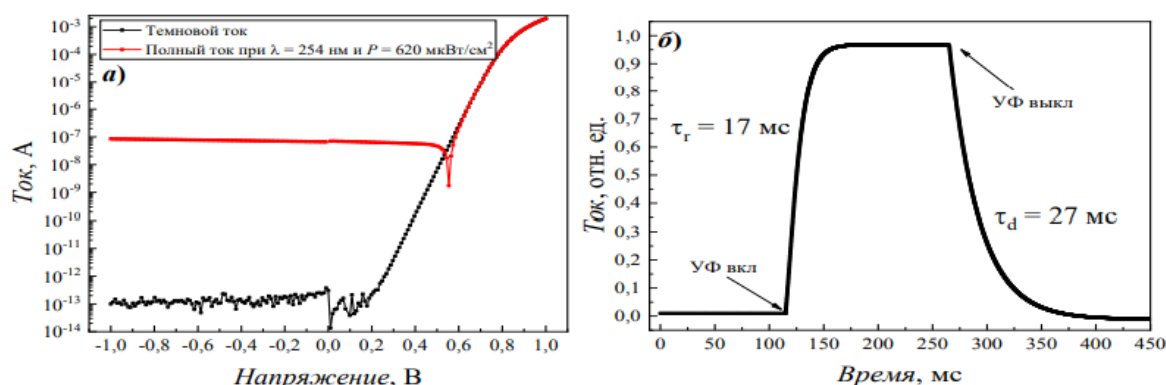 а)
Темновой ток
Полный ток при λ = 254 нм и P = 620 мкВт/см²
Ток, А
10⁻³
10⁻⁴
10⁻⁵
10⁻⁶
10⁻⁷
10⁻⁸
10⁻⁹
10⁻¹⁰
10⁻¹¹
10⁻¹²
10⁻¹³
10⁻¹⁴
-1,0 -0,8 -0,6 -0,4 -0,2 0,0 0,2 0,4 0,6 0,8 1,0
Напряжение, В
б)
Ток, отн. ед.
1,0
0,9
0,8
0,7
0,6
0,5
0,4
0,3
0,2
0,1
0,0
УФ выкл
τr = 17 мс
τd = 27 мс
УФ вкл
0 50 100 150 200 250 300 350 400 450
Время, мс